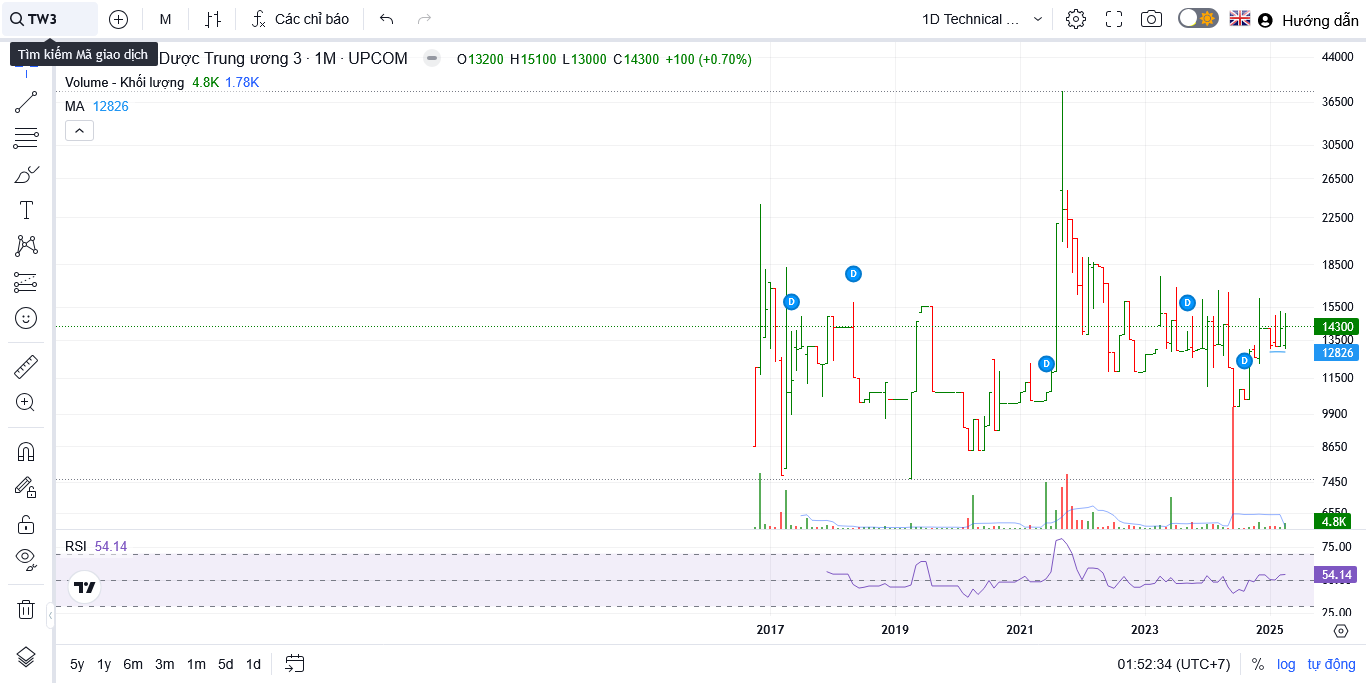 TW3 M Các chỉ báo 1D Technical ... Hướng dẫn
Tìm kiếm Mã giao dịch
Dược Trung ương 3 · 1M · UPCOM O13200 H15100 L13000 C14300 +100 (+0.70%)
Volume - Khối lượng 4.8K 1.78K
MA 12826
44000
36500
30500
26500
22500
18500
15500
14300
13500
12826
11500
9900
8650
7450
6550
4.8K
D
D
D
D
D
RSI 54.14
75.00
54.14
25.00
2017 2019 2021 2023 2025
5y 1y 6m 3m 1m 5d 1d 01:52:34 (UTC+7) % log tự động